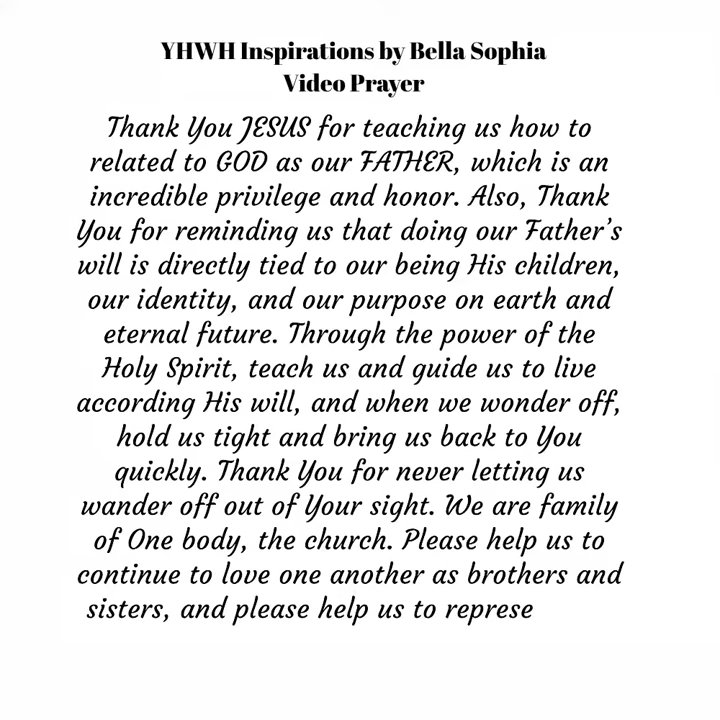 YHWH Inspirations by Bella Sophia
Video Prayer
Thank You JESUS for teaching us how to
related to GOD as our FATHER, which is an
incredible privilege and honor. Also, Thank
You for reminding us that doing our Father's
will is directly tied to our being His children,
our identity, and our purpose on earth and
eternal future. Through the power of the
Holy Spirit, teach us and guide us to live
according His will, and when we wonder off,
hold us tight and bring us back to You
quickly. Thank You for never letting us
wander off out of Your sight. We are family
of One body, the church. Please help us to
continue to love one another as brothers and
sisters, and please help us to represe